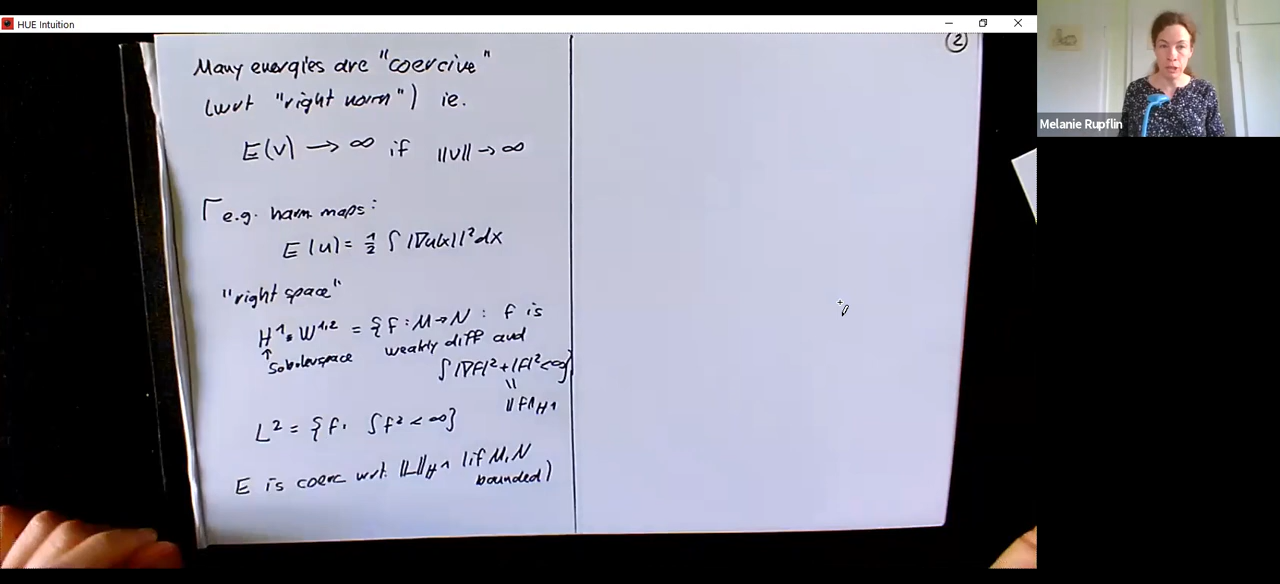 HUE Intuition
Melanie Rupflin
2
Many energies are "coercive"
(wrt "right norm") ie.
E(v) → ∞ if ||v|| → ∞
e.g. harm maps:
E(u) = 1/2 ∫ |∇u(x)|² dx
"right space"
H¹ = W¹,² = {f : M → N : f is
weakly diff and
↑
Sobolevspace
∫ |∇f|² + |f|² < ∞}
||
||f||H¹
L² = {f. ∫ f² < ∞}
E is coerc wrt. || ||H¹ (if M, N
bounded)